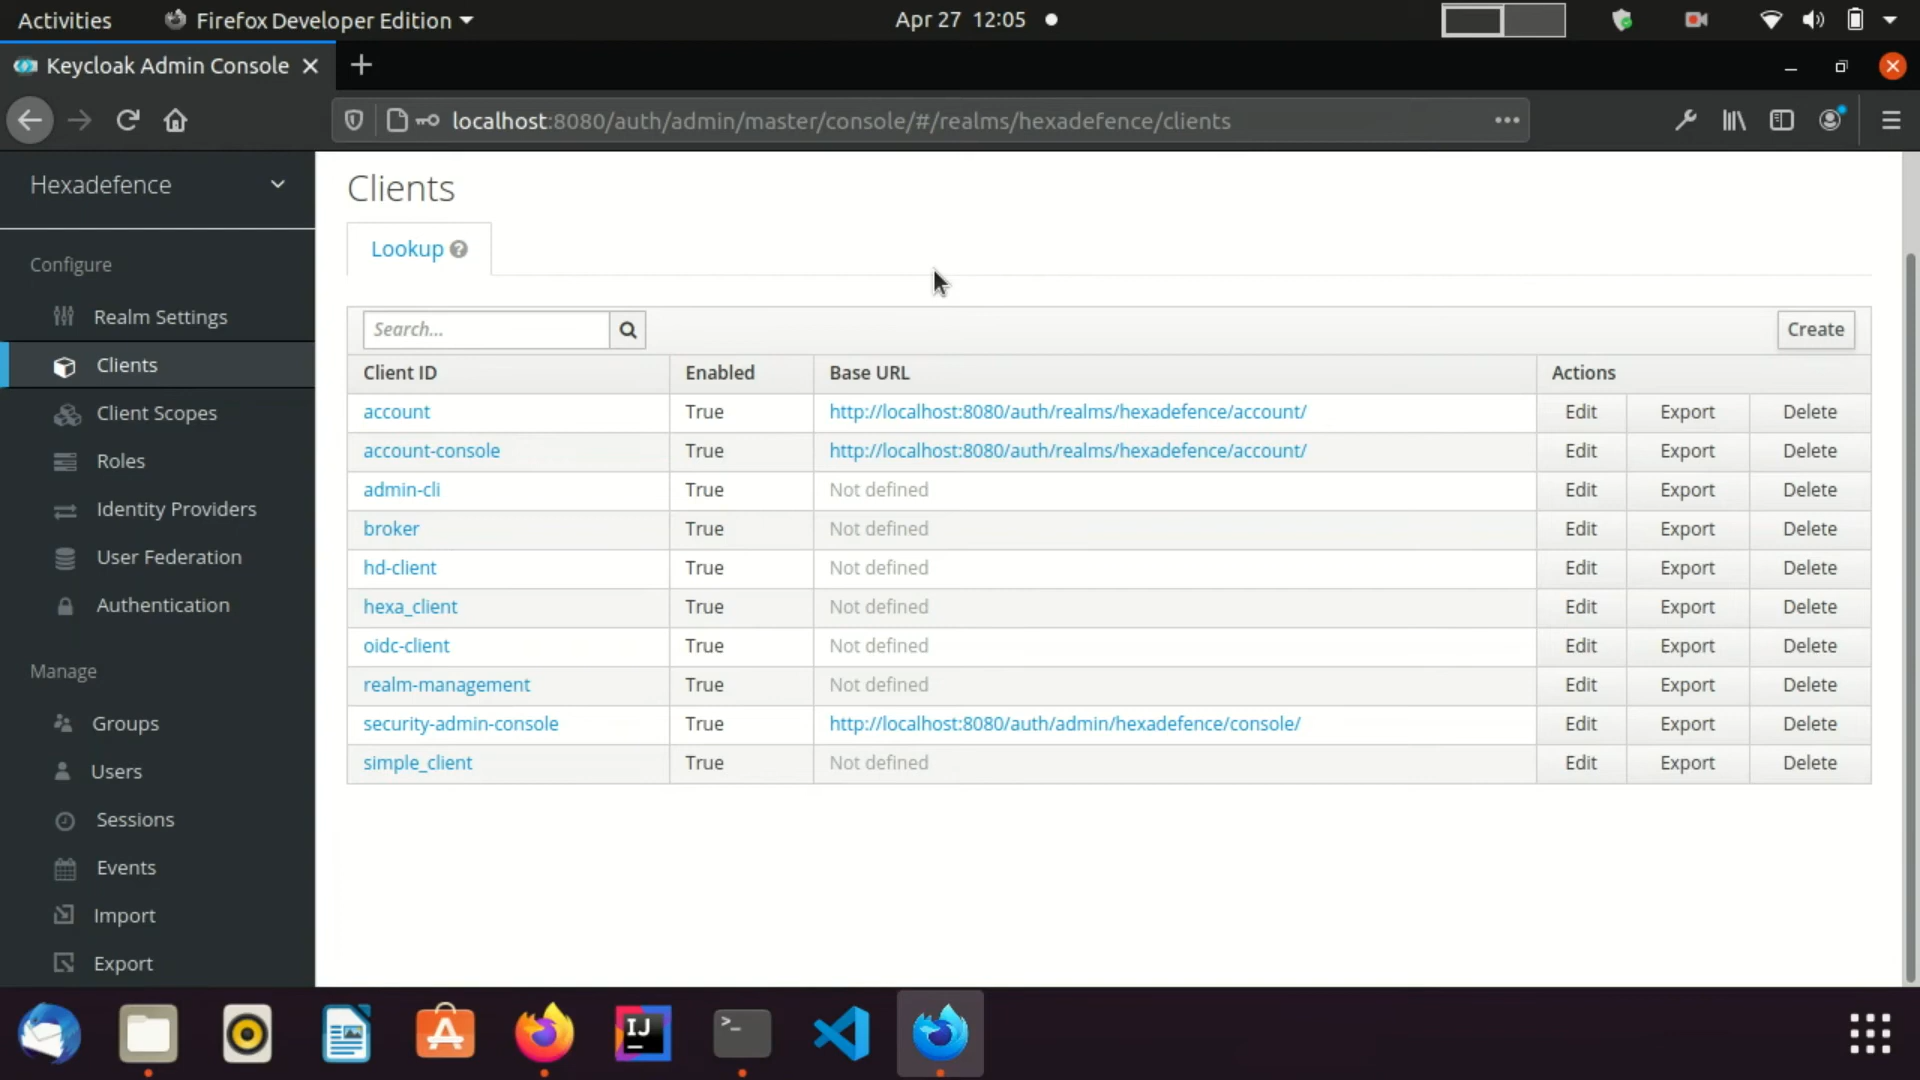 Activities Firefox Developer Edition Apr 27 12:05
Keycloak Admin Console
localhost:8080/auth/admin/master/console/#/realms/hexadefence/clients
Hexadefence
Configure
Realm Settings
Clients
Client Scopes
Roles
Identity Providers
User Federation
Authentication
Manage
Groups
Users
Sessions
Events
Import
Export
Clients
Lookup ?
Search... Create
Client ID Enabled Base URL Actions
account True http://localhost:8080/auth/realms/hexadefence/account/ Edit Export Delete
account-console True http://localhost:8080/auth/realms/hexadefence/account/ Edit Export Delete
admin-cli True Not defined Edit Export Delete
broker True Not defined Edit Export Delete
hd-client True Not defined Edit Export Delete
hexa_client True Not defined Edit Export Delete
oidc-client True Not defined Edit Export Delete
realm-management True Not defined Edit Export Delete
security-admin-console True http://localhost:8080/auth/admin/hexadefence/console/ Edit Export Delete
simple_client True Not defined Edit Export Delete
IJ
>_